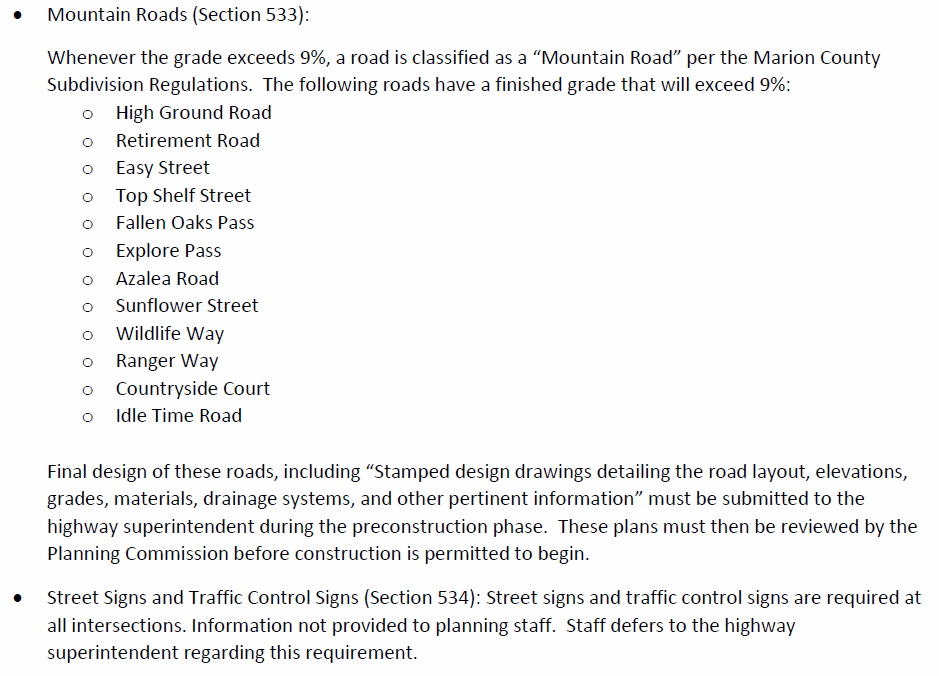 • Mountain Roads (Section 533):
Whenever the grade exceeds 9%, a road is classified as a “Mountain Road” per the Marion County
Subdivision Regulations.  The following roads have a finished grade that will exceed 9%:
o High Ground Road
o Retirement Road
o Easy Street
o Top Shelf Street
o Fallen Oaks Pass
o Explore Pass
o Azalea Road
o Sunflower Street
o Wildlife Way
o Ranger Way
o Countryside Court
o Idle Time Road
Final design of these roads, including “Stamped design drawings detailing the road layout, elevations,
grades, materials, drainage systems, and other pertinent information” must be submitted to the
highway superintendent during the preconstruction phase.  These plans must then be reviewed by the
Planning Commission before construction is permitted to begin.
• Street Signs and Traffic Control Signs (Section 534): Street signs and traffic control signs are required at
all intersections. Information not provided to planning staff.  Staff defers to the highway
superintendent regarding this requirement.